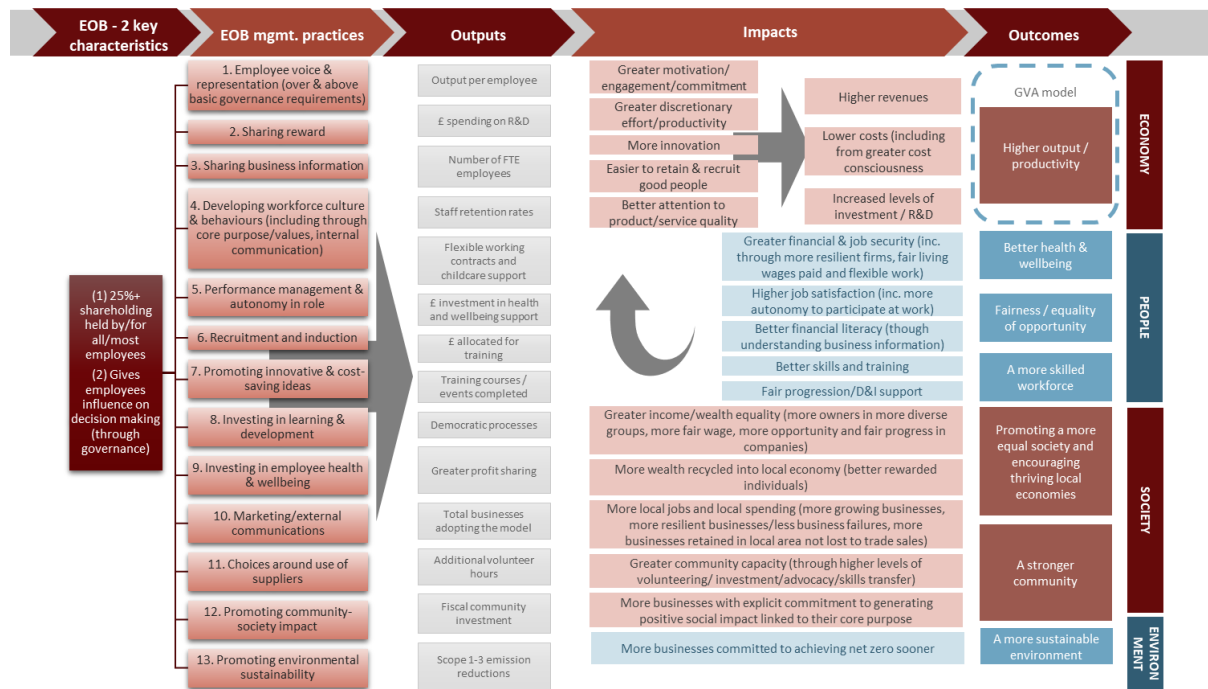 EOB - 2 key
characteristics
EOB mgmt. practices
Outputs
Impacts
Outcomes
(1) 25%+
shareholding
held by/for
all/most
employees
(2) Gives
employees
influence on
decision making
(through
governance)
1. Employee voice &
representation (over & above
basic governance requirements)
2. Sharing reward
3. Sharing business information
4. Developing workforce culture
& behaviours (including through
core purpose/values, internal
communication)
5. Performance management &
autonomy in role
6. Recruitment and induction
7. Promoting innovative & cost-
saving ideas
8. Investing in learning &
development
9. Investing in employee health
& wellbeing
10. Marketing/external
communications
11. Choices around use of
suppliers
12. Promoting community-
society impact
13. Promoting environmental
sustainability
Output per employee
£ spending on R&D
Number of FTE
employees
Staff retention rates
Flexible working
contracts and
childcare support
£ investment in health
and wellbeing support
£ allocated for
training
Training courses /
events completed
Democratic processes
Greater profit sharing
Total businesses
adopting the model
Additional volunteer
hours
Fiscal community
investment
Scope 1-3 emission
reductions
Greater motivation/
engagement/commitment
Greater discretionary
effort/productivity
More innovation
Easier to retain & recruit
good people
Better attention to
product/service quality
Higher revenues
Lower costs (including
from greater cost
consciousness
Increased levels of
investment / R&D
Greater financial & job security (inc.
through more resilient firms, fair living
wages paid and flexible work)
Higher job satisfaction (inc. more
autonomy to participate at work)
Better financial literacy (though
understanding business information)
Better skills and training
Fair progression/D&I support
Greater income/wealth equality (more owners in more diverse
groups, more fair wage, more opportunity and fair progress in
companies)
More wealth recycled into local economy (better rewarded
individuals)
More local jobs and local spending (more growing businesses,
more resilient businesses/less business failures, more
businesses retained in local area not lost to trade sales)
Greater community capacity (through higher levels of
volunteering/ investment/advocacy/skills transfer)
More businesses with explicit commitment to generating
positive social impact linked to their core purpose
More businesses committed to achieving net zero sooner
GVA model
Higher output /
productivity
Better health &
wellbeing
Fairness / equality
of opportunity
A more skilled
workforce
Promoting a more
equal society and
encouraging
thriving local
economies
A stronger
community
A more sustainable
environment
ECONOMY
PEOPLE
SOCIETY
ENVIRON
MENT